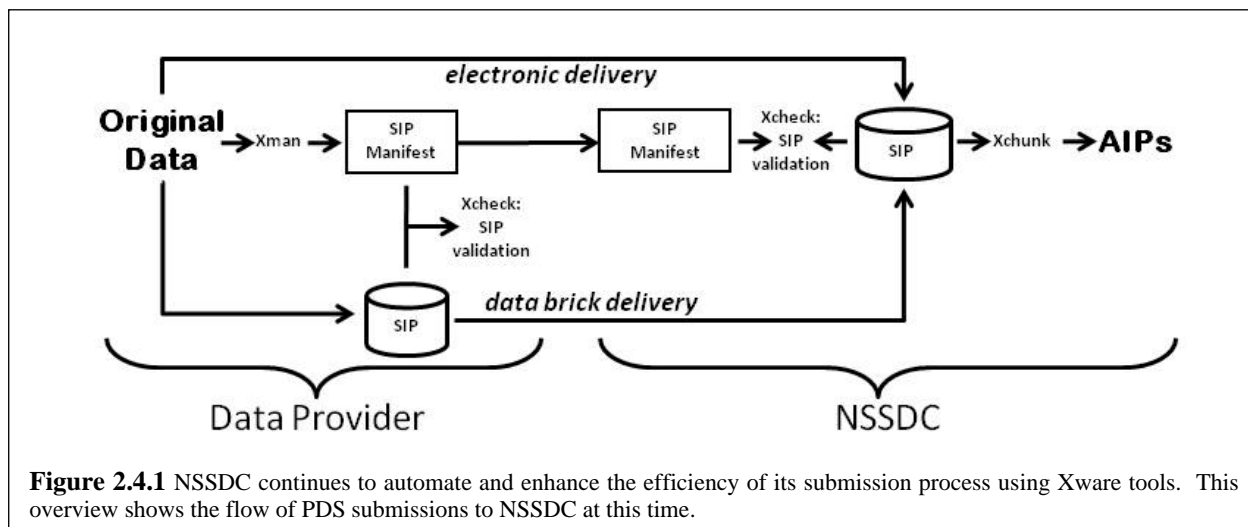 electronic delivery
Original
Data
Xman
SIP
Manifest
SIP
Manifest
Xcheck:
SIP
validation
SIP
Xchunk
AIPs
Xcheck:
SIP
validation
SIP
data brick delivery
Data Provider
NSSDC
Figure 2.4.1 NSSDC continues to automate and enhance the efficiency of its submission process using Xware tools. This
overview shows the flow of PDS submissions to NSSDC at this time.